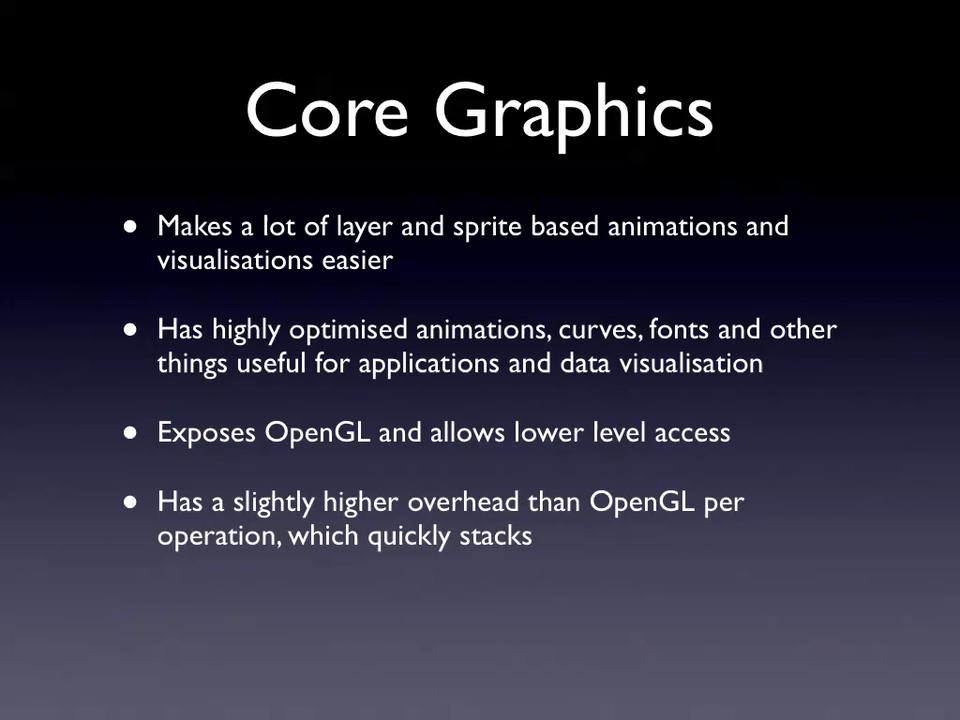 Core Graphics
• Makes a lot of layer and sprite based animations and
visualisations easier
• Has highly optimised animations, curves, fonts and other
things useful for applications and data visualisation
• Exposes OpenGL and allows lower level access
• Has a slightly higher overhead than OpenGL per
operation, which quickly stacks